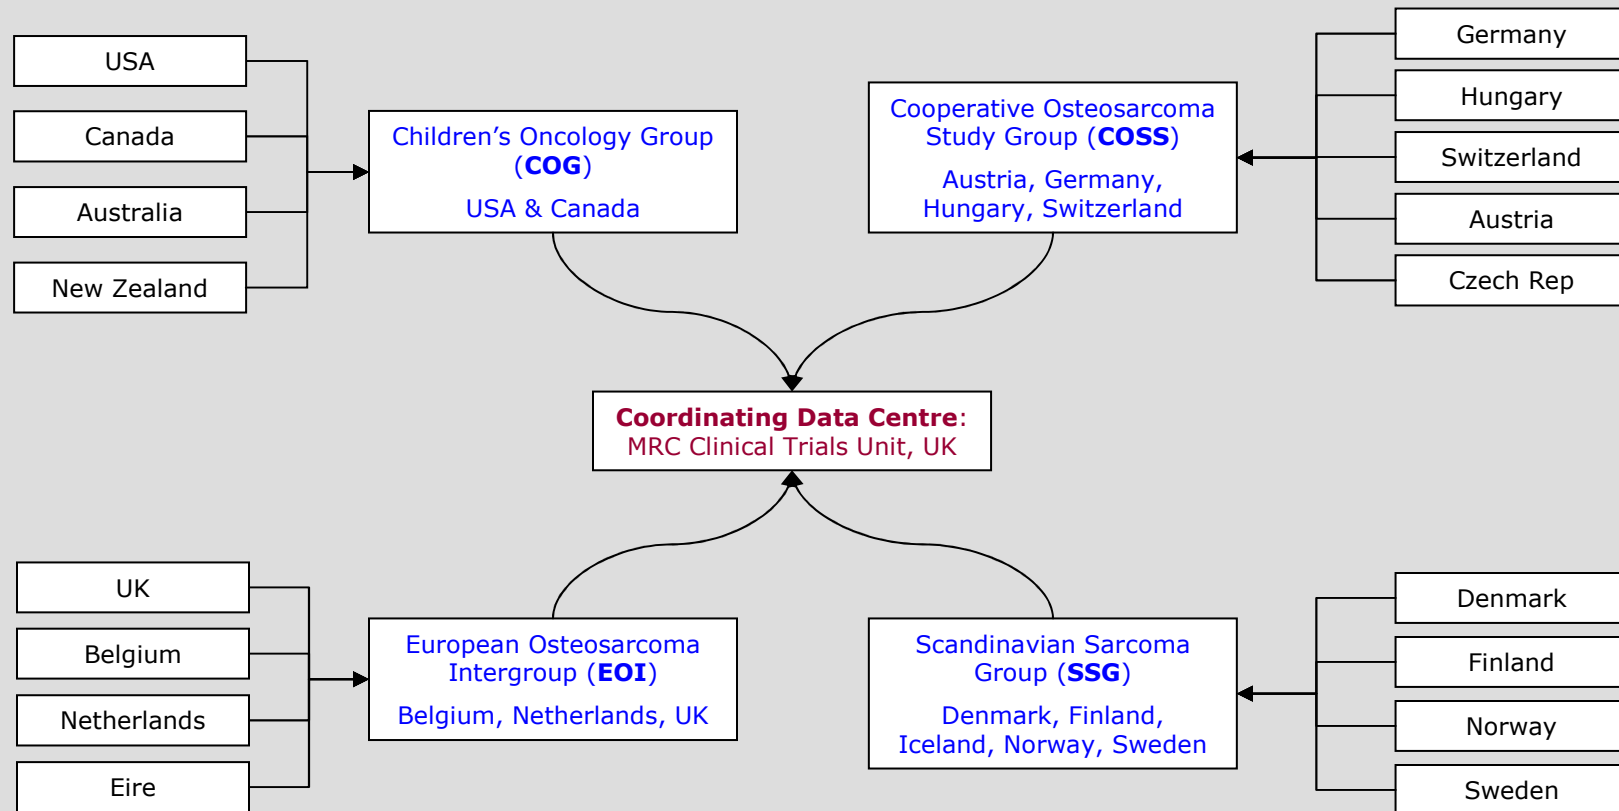 USA
Canada
Australia
New Zealand
Children’s Oncology Group
(COG)
USA & Canada
Cooperative Osteosarcoma
Study Group (COSS)
Austria, Germany,
Hungary, Switzerland
Germany
Hungary
Switzerland
Austria
Czech Rep
Coordinating Data Centre:
MRC Clinical Trials Unit, UK
UK
Belgium
Netherlands
Eire
European Osteosarcoma
Intergroup (EOI)
Belgium, Netherlands, UK
Scandinavian Sarcoma
Group (SSG)
Denmark, Finland,
Iceland, Norway, Sweden
Denmark
Finland
Norway
Sweden